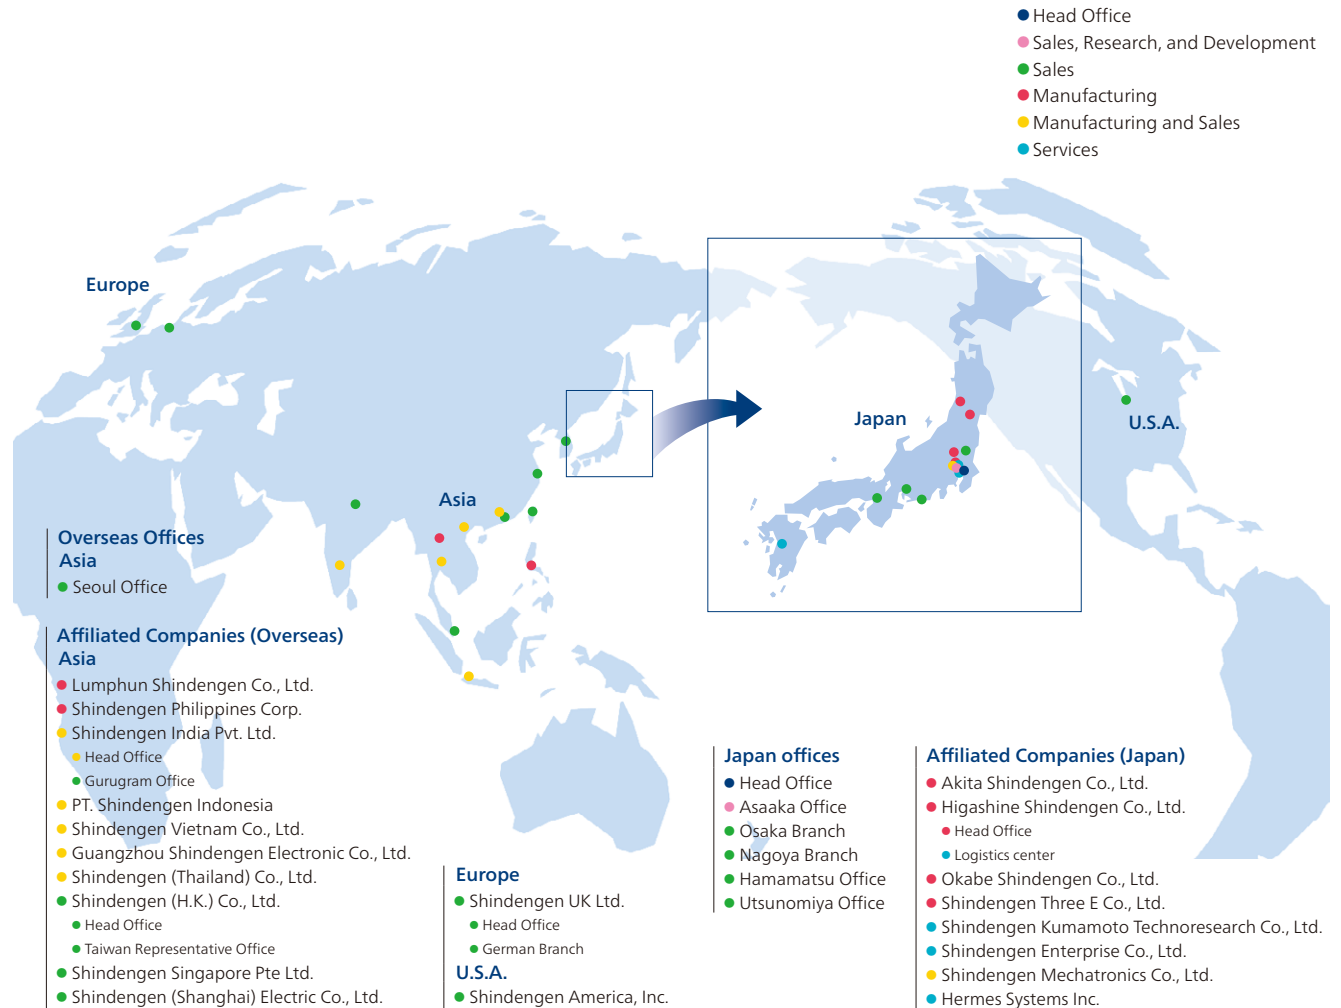 Head Office
Sales, Research, and Development
Sales
Manufacturing
Manufacturing and Sales
Services
Europe
Japan
U.S.A.
Asia
Overseas Offices
Asia
Seoul Office
Affiliated Companies (Overseas)
Asia
Lumphun Shindengen Co., Ltd.
Shindengen Philippines Corp.
Shindengen India Pvt. Ltd.
Head Office
Gurugram Office
PT. Shindengen Indonesia
Shindengen Vietnam Co., Ltd.
Guangzhou Shindengen Electronic Co., Ltd.
Shindengen (Thailand) Co., Ltd.
Shindengen (H.K.) Co., Ltd.
Head Office
Taiwan Representative Office
Shindengen Singapore Pte Ltd.
Shindengen (Shanghai) Electric Co., Ltd.
Europe
Shindengen UK Ltd.
Head Office
German Branch
U.S.A.
Shindengen America, Inc.
Japan offices
Head Office
Asaaka Office
Osaka Branch
Nagoya Branch
Hamamatsu Office
Utsunomiya Office
Affiliated Companies (Japan)
Akita Shindengen Co., Ltd.
Higashine Shindengen Co., Ltd.
Head Office
Logistics center
Okabe Shindengen Co., Ltd.
Shindengen Three E Co., Ltd.
Shindengen Kumamoto Technoresearch Co., Ltd.
Shindengen Enterprise Co., Ltd.
Shindengen Mechatronics Co., Ltd.
Hermes Systems Inc.